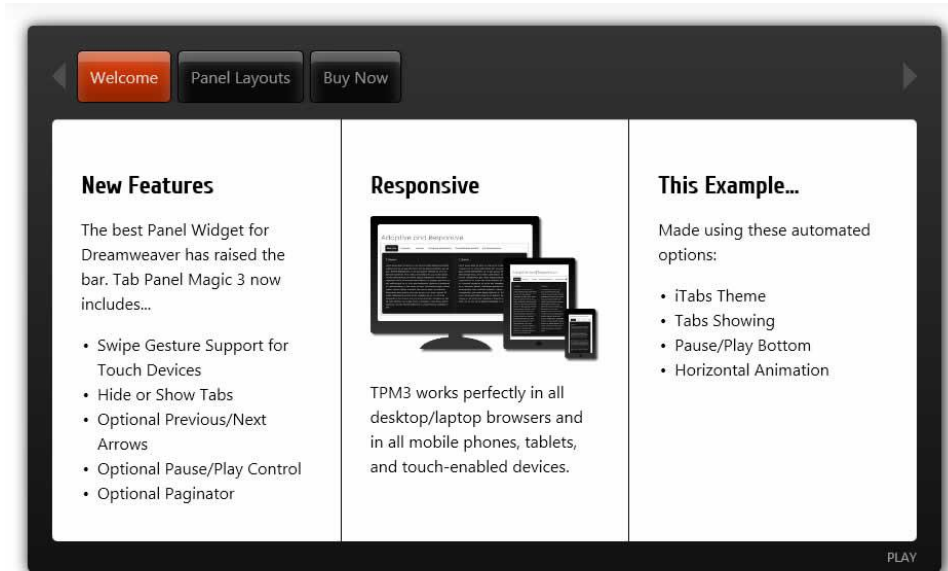 Welcome
Panel Layouts
Buy Now
New Features
The best Panel Widget for
Dreamweaver has raised the
bar. Tab Panel Magic 3 now
includes...
• Swipe Gesture Support for
Touch Devices
• Hide or Show Tabs
• Optional Previous/Next
Arrows
• Optional Pause/Play Control
• Optional Paginator
Responsive
Adaptive and Responsive
TPM3 works perfectly in all
desktop/laptop browsers and
in all mobile phones, tablets,
and touch-enabled devices.
This Example...
Made using these automated
options:
• iTabs Theme
• Tabs Showing
• Pause/Play Bottom
• Horizontal Animation
PLAY